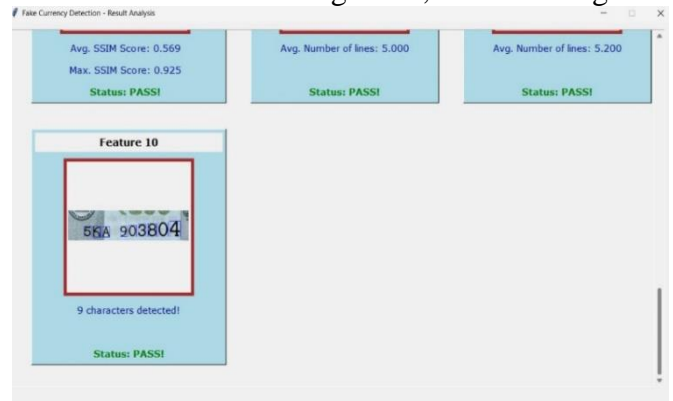 Fake Currency Detection - Result Analysis
Avg. SSIM Score: 0.569
Max. SSIM Score: 0.925
Status: PASS!
Avg. Number of lines: 5.000
Status: PASS!
Avg. Number of lines: 5.200
Status: PASS!
Feature 10
5KA 903804
9 characters detected!
Status: PASS!